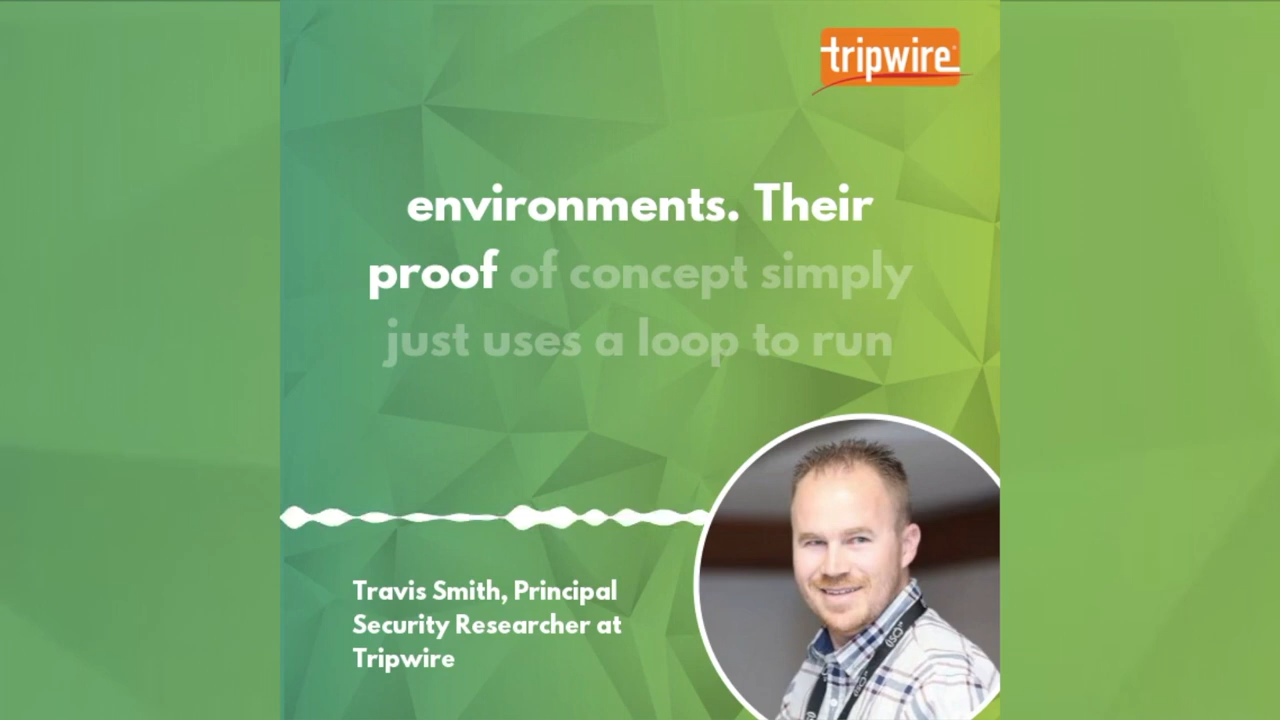 tripwire
environments. Their
proof of concept simply
just uses a loop to run
Travis Smith, Principal
Security Researcher at
Tripwire